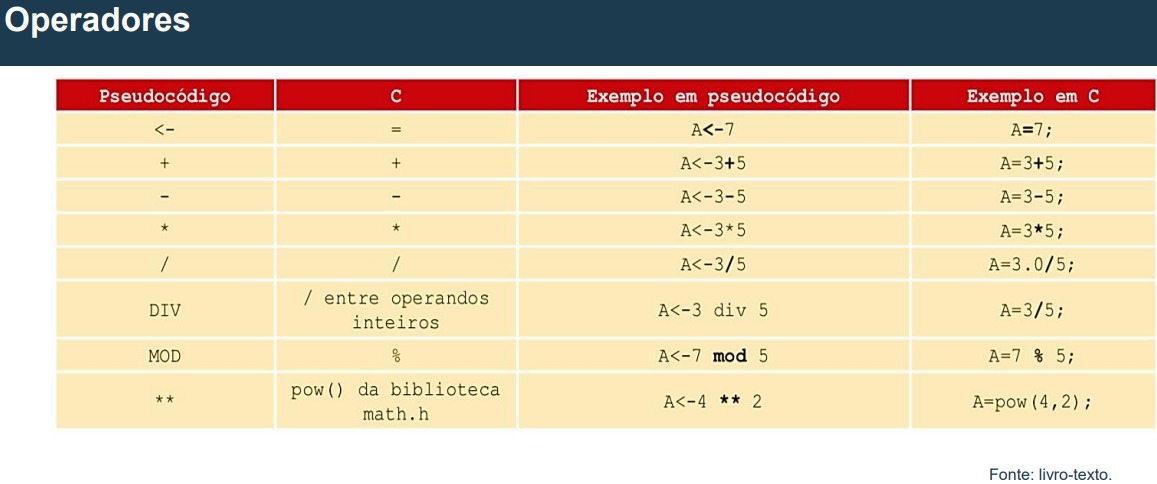 Operadores
Pseudocódigo C Exemplo em pseudocódigo Exemplo em C
<- = A<-7 A=7;
+ + A<-3+5 A=3+5;
- - A<-3-5 A=3-5;
* * A<-3*5 A=3*5;
/ / A<-3/5 A=3.0/5;
DIV / entre operandos inteiros A<-3 div 5 A=3/5;
MOD % A<-7 mod 5 A=7 % 5;
** pow() da biblioteca math.h A<-4 ** 2 A=pow(4,2);
Fonte: livro-texto.